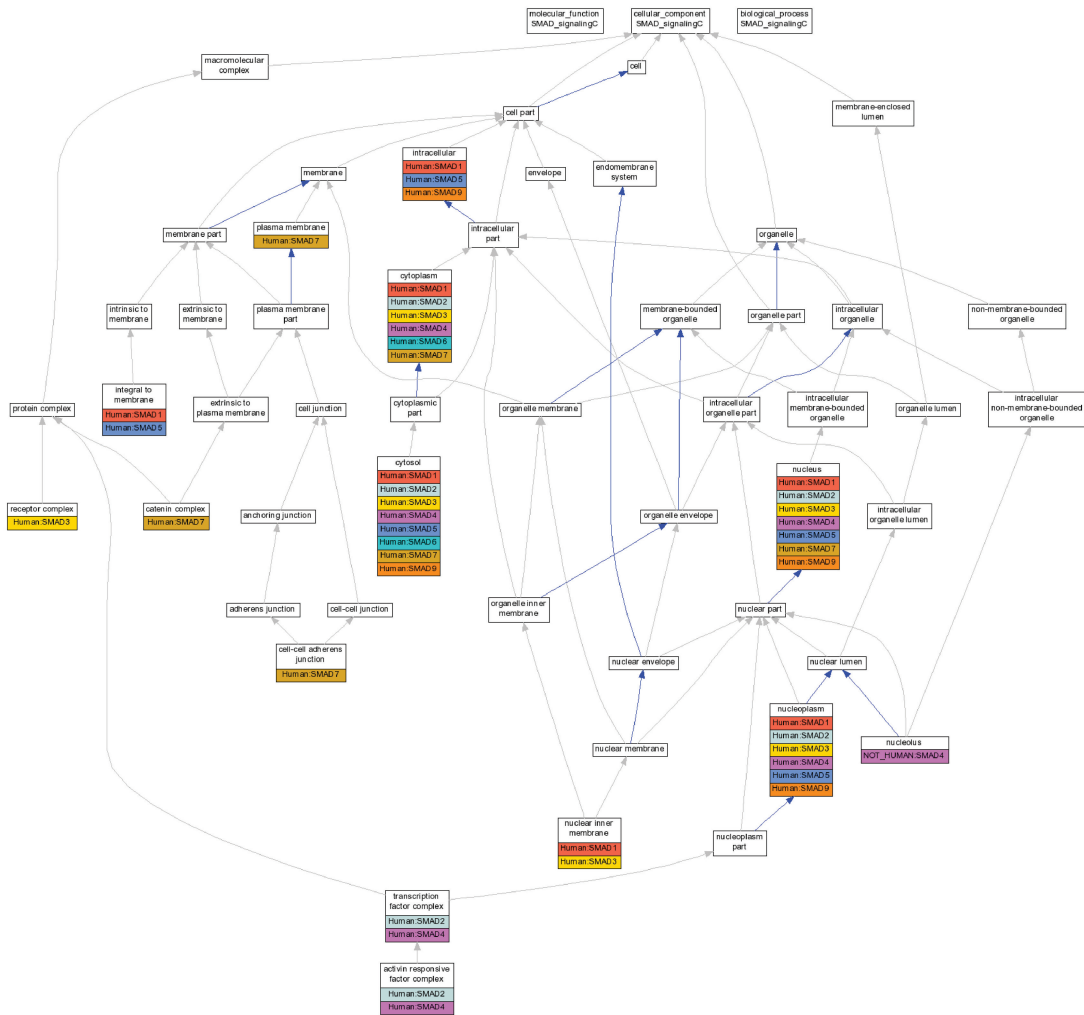 molecular_function
SMAD_signalingC
cellular_component
SMAD_signalingC
biological_process
SMAD_signalingC
macromolecular
complex
cell
cell part
membrane-enclosed
lumen
intracellular
Human:SMAD1
Human:SMAD5
Human:SMAD9
membrane
envelope
endomembrane
system
plasma membrane
Human:SMAD7
membrane part
intracellular
part
organelle
cytoplasm
Human:SMAD1
Human:SMAD2
Human:SMAD3
Human:SMAD4
Human:SMAD6
Human:SMAD7
intrinsic to
membrane
extrinsic to
membrane
plasma membrane
part
membrane-bounded
organelle
organelle part
intracellular
organelle
non-membrane-bounded
organelle
protein complex
integral to
membrane
Human:SMAD1
Human:SMAD5
extrinsic to
plasma membrane
cell junction
cytoplasmic
part
organelle membrane
intracellular
organelle part
intracellular
membrane-bounded
organelle
organelle lumen
intracellular
non-membrane-bounded
organelle
cytosol
Human:SMAD1
Human:SMAD2
Human:SMAD3
Human:SMAD4
Human:SMAD5
Human:SMAD6
Human:SMAD7
Human:SMAD9
nucleus
Human:SMAD1
Human:SMAD2
Human:SMAD3
Human:SMAD4
Human:SMAD5
Human:SMAD7
Human:SMAD9
receptor complex
Human:SMAD3
catenin complex
Human:SMAD7
anchoring junction
organelle envelope
intracellular
organelle lumen
adherens junction
cell-cell junction
organelle inner
membrane
nuclear part
cell-cell adherens
junction
Human:SMAD7
nuclear envelope
nuclear lumen
nucleoplasm
Human:SMAD1
Human:SMAD2
Human:SMAD3
Human:SMAD4
Human:SMAD5
Human:SMAD9
nuclear membrane
nucleolus
NOT_HUMAN:SMAD4
nuclear inner
membrane
Human:SMAD1
Human:SMAD3
nucleoplasm
part
transcription
factor complex
Human:SMAD2
Human:SMAD4
activin responsive
factor complex
Human:SMAD2
Human:SMAD4